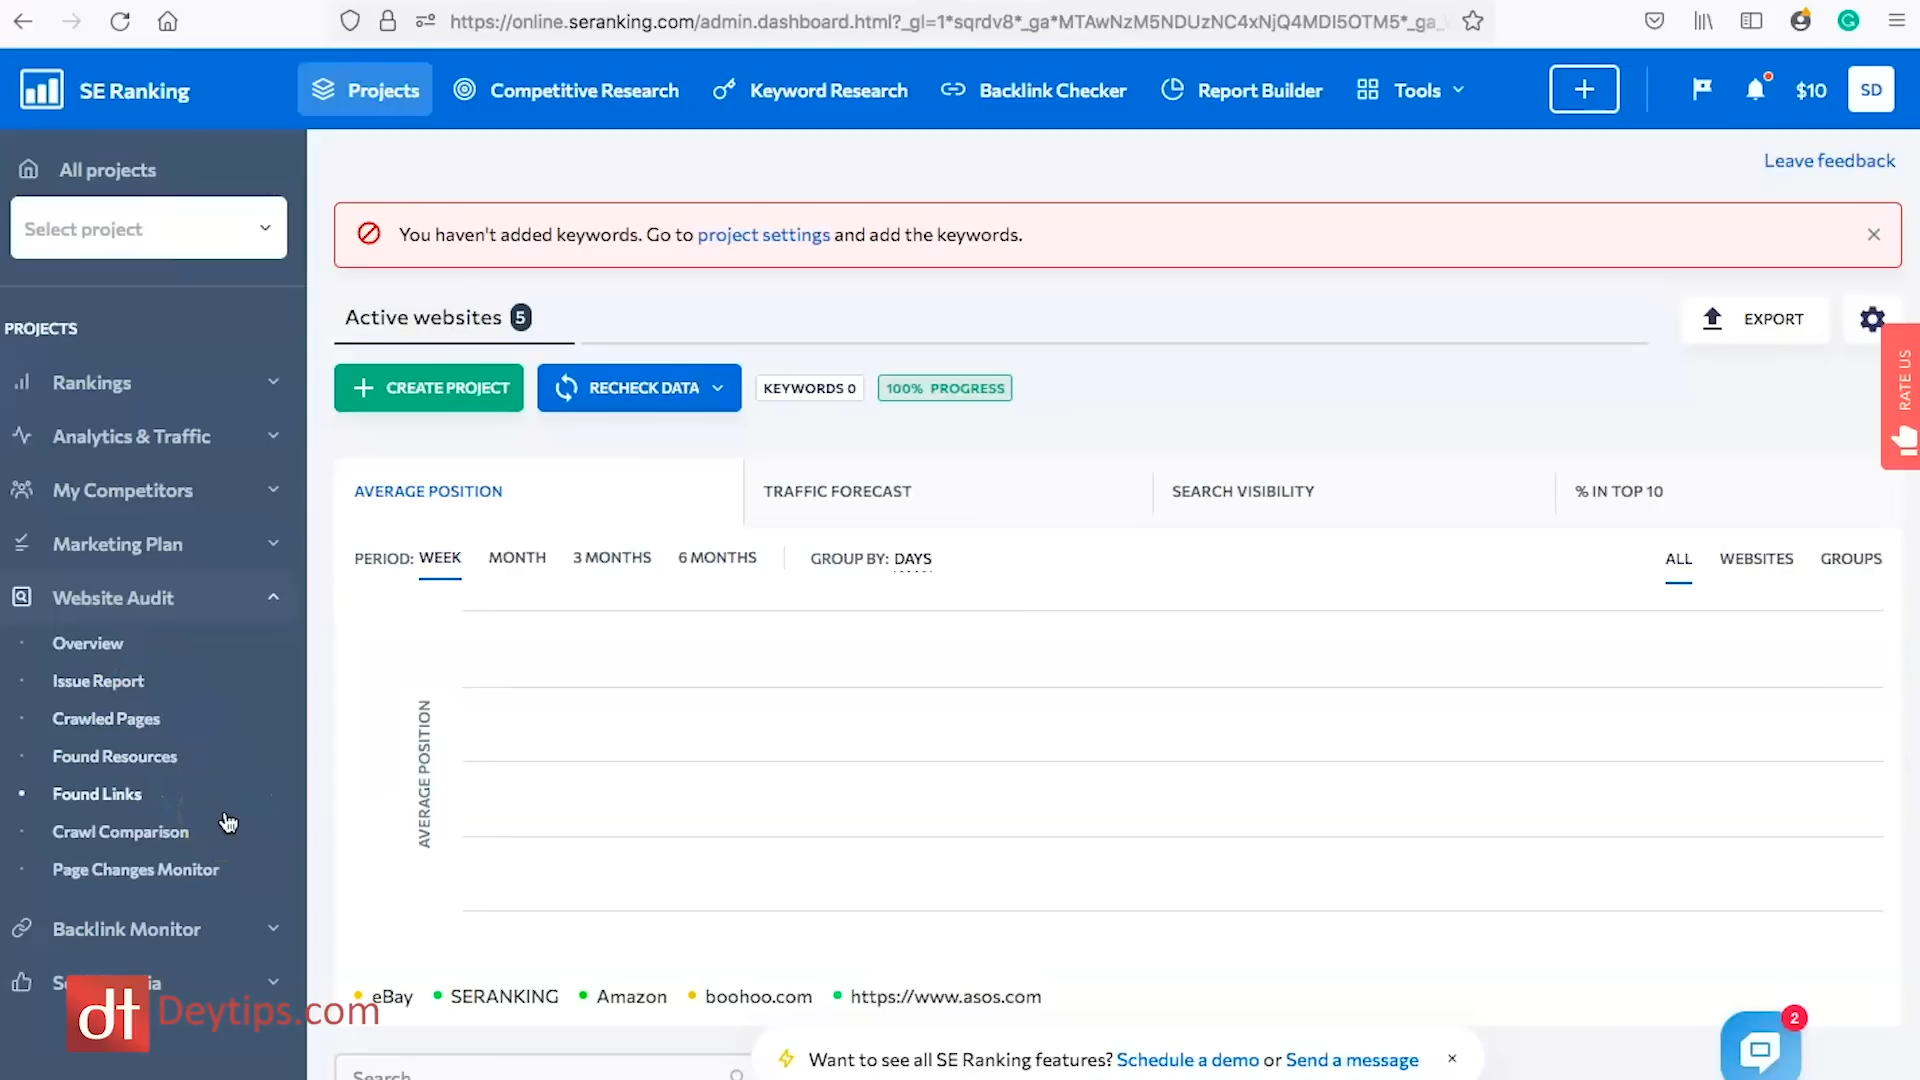 https://online.seranking.com/admin.dashboard.html?_gl=1*sqrdv8*_ga*MTAwNzM5NDUzNC4xNjQ4MDI5OTM5*_ga_
SE Ranking
Projects
Competitive Research
Keyword Research
Backlink Checker
Report Builder
Tools
$10
SD
All projects
Select project
Leave feedback
You haven't added keywords. Go to project settings and add the keywords.
PROJECTS
Active websites 5
EXPORT
RATE US
Rankings
CREATE PROJECT
RECHECK DATA
KEYWORDS 0
100% PROGRESS
Analytics & Traffic
My Competitors
AVERAGE POSITION
TRAFFIC FORECAST
SEARCH VISIBILITY
% IN TOP 10
Marketing Plan
PERIOD: WEEK MONTH 3 MONTHS 6 MONTHS GROUP BY: DAYS
ALL WEBSITES GROUPS
Website Audit
Overview
Issue Report
Crawled Pages
Found Resources
Found Links
Crawl Comparison
Page Changes Monitor
AVERAGE POSITION
Backlink Monitor
dt Deytips.com
eBay SERANKING Amazon boohoo.com https://www.asos.com
2
Want to see all SE Ranking features? Schedule a demo or Send a message
Search